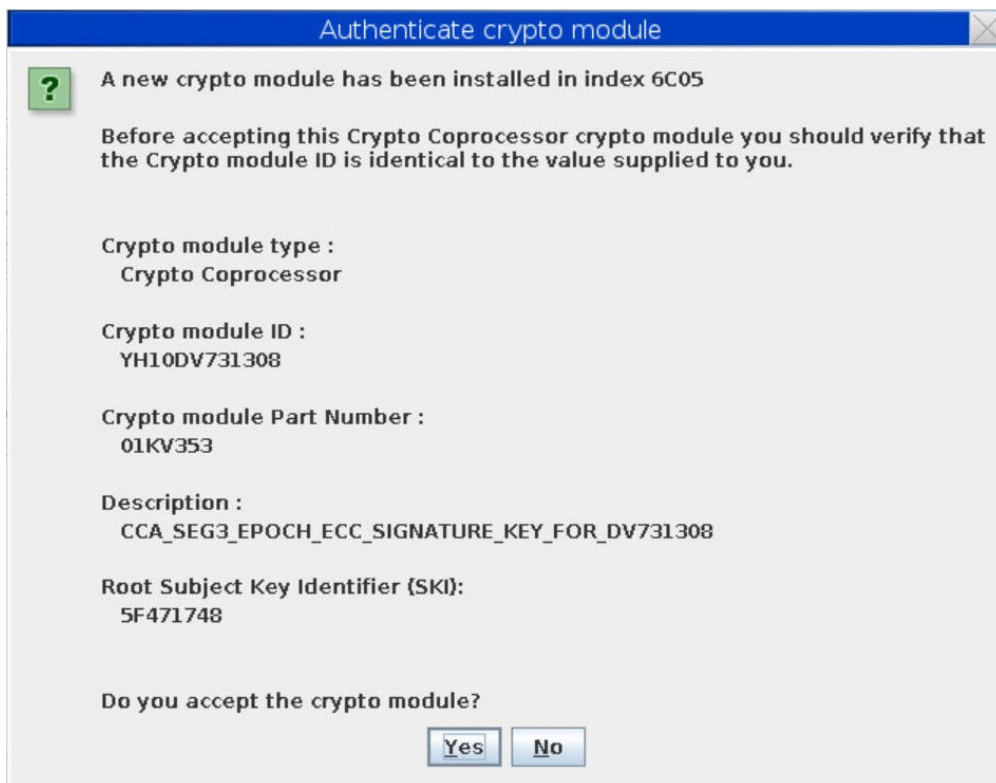 Authenticate crypto module
? A new crypto module has been installed in index 6C05
Before accepting this Crypto Coprocessor crypto module you should verify that
the Crypto module ID is identical to the value supplied to you.
Crypto module type :
Crypto Coprocessor
Crypto module ID :
YH10DV731308
Crypto module Part Number :
01KV353
Description :
CCA_SEG3_EPOCH_ECC_SIGNATURE_KEY_FOR_DV731308
Root Subject Key Identifier (SKI):
5F471748
Do you accept the crypto module?
Yes No